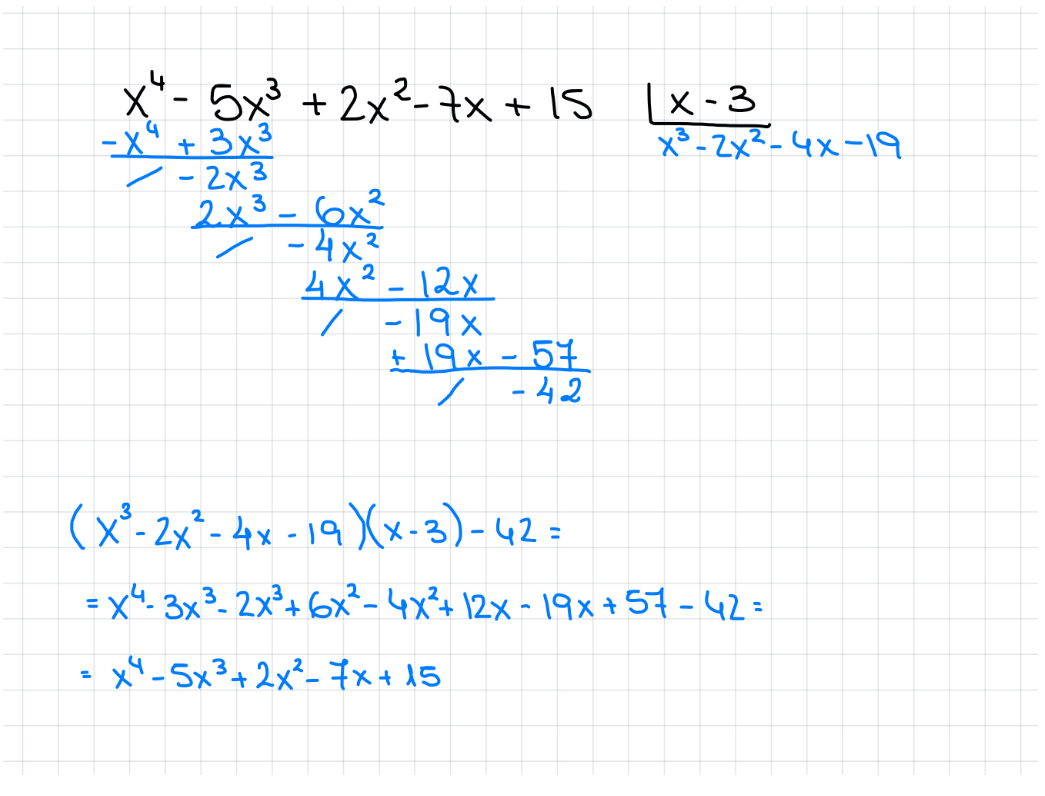 x⁴ - 5x³ + 2x² - 7x + 15 | x - 3
-x⁴ + 3x³ x³ - 2x² - 4x - 19
/ - 2x³
2x³ - 6x²
/ - 4x²
4x² - 12x
/ - 19x
+ 19x - 57
/ - 42
(x³ - 2x² - 4x - 19)(x - 3) - 42 =
= x⁴ - 3x³ - 2x³ + 6x² - 4x² + 12x - 19x + 57 - 42 =
= x⁴ - 5x³ + 2x² - 7x + 15